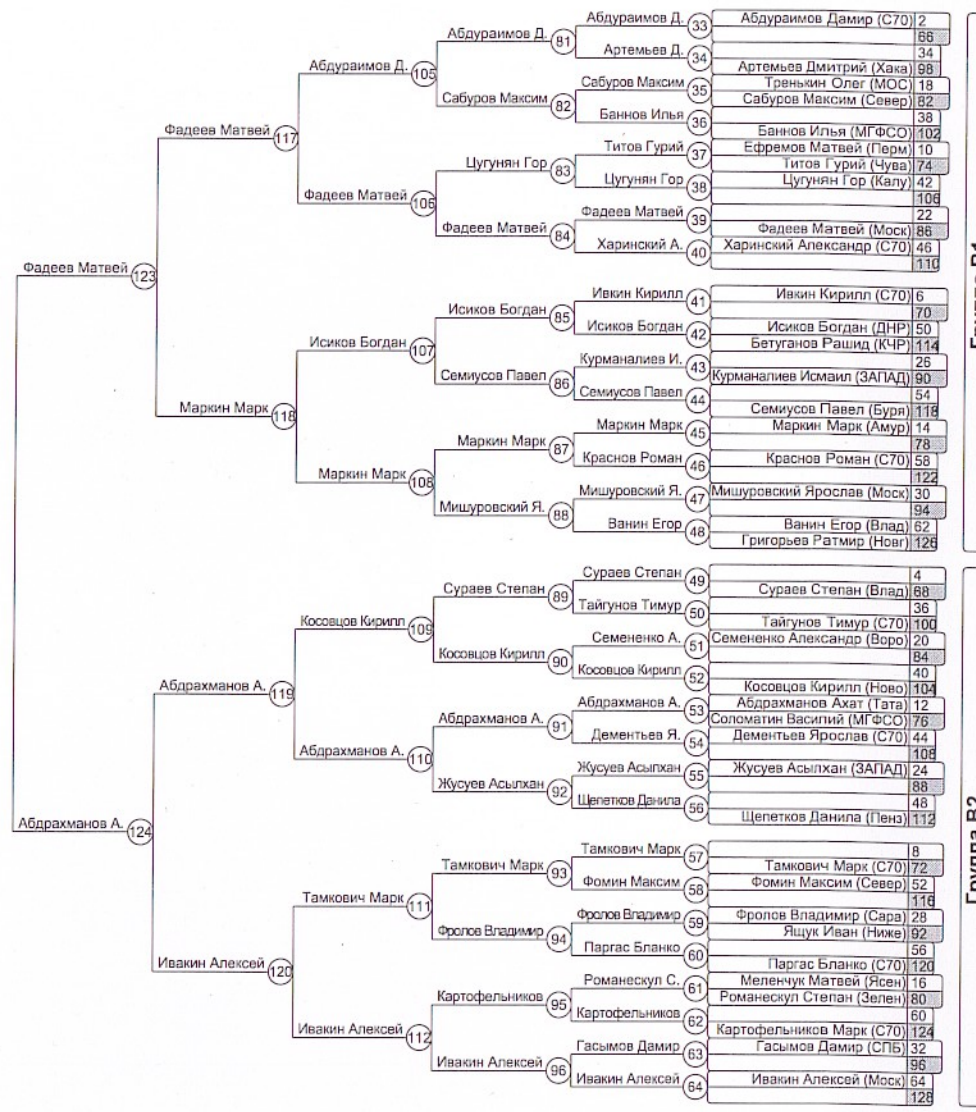 Абдураимов Д. 33 Абдураимов Дамир (С70) 2
66
Абдураимов Д. 81
34
Артемьев Д. 34 Артемьев Дмитрий (Хака) 98
Абдураимов Д. 105
Сабуров Максим 35 Тренькин Олег (МОС) 18
Сабуров Максим (Север) 82
Сабуров Максим 82
38
Баннов Илья 36 Баннов Илья (МГФСО) 102
Фадеев Матвей 117
Титов Гурий 37 Ефремов Матвей (Перм) 10
Титов Гурий (Чува) 74
Цугунян Гор 83
Цугунян Гор 38 Цугунян Гор (Калу) 42
106
Фадеев Матвей 106
22
Фадеев Матвей 39 Фадеев Матвей (Моск) 86
Фадеев Матвей 84
Харинский А. 40 Харинский Александр (С70) 46
110
Фадеев Матвей 123
Ивкин Кирилл 41 Ивкин Кирилл (С70) 6
70
Исиков Богдан 85
Исиков Богдан 42 Исиков Богдан (ДНР) 50
Бетуганов Рашид (КЧР) 114
Исиков Богдан 107
26
Курманалиев И. 43 Курманалиев Исмаил (ЗАПАД) 90
Семиусов Павел 86
54
Семиусов Павел 44 Семиусов Павел (Буря) 118
Маркин Марк 118
Маркин Марк 45 Маркин Марк (Амур) 14
78
Маркин Марк 87
Краснов Роман 46 Краснов Роман (С70) 58
122
Маркин Марк 108
Мишуровский Я. 47 Мишуровский Ярослав (Моск) 30
94
Мишуровский Я. 88
Ванин Егор 48 Ванин Егор (Влад) 62
Григорьев Ратмир (Новг) 126
4
Сураев Степан 49 Сураев Степан (Влад) 68
Сураев Степан 89
36
Тайгунов Тимур 50 Тайгунов Тимур (С70) 100
Косовцов Кирилл 109
Семененко А. 51 Семененко Александр (Воро) 20
84
Косовцов Кирилл 90
40
Косовцов Кирилл 52 Косовцов Кирилл (Ново) 104
Абдрахманов А. 119
Абдрахманов А. 53 Абдрахманов Ахат (Тата) 12
Соломатин Василий (МГФСО) 76
Абдрахманов А. 91
Дементьев Я. 54 Дементьев Ярослав (С70) 44
108
Абдрахманов А. 110
Жусуев Асылхан 55 Жусуев Асылхан (ЗАПАД) 24
88
Жусуев Асылхан 92
48
Щепетков Данила 56 Щепетков Данила (Пенз) 112
Абдрахманов А. 124
8
Тамкович Марк 57 Тамкович Марк (С70) 72
Тамкович Марк 93
Фомин Максим 58 Фомин Максим (Север) 52
116
Тамкович Марк 111
Фролов Владимир 59 Фролов Владимир (Сара) 28
Ящук Иван (Ниже) 92
Фролов Владимир 94
56
Паргас Бланко 60 Паргас Бланко (С70) 120
Ивакин Алексей 120
Романескул С. 61 Меленчук Матвей (Ясен) 16
Романескул Степан (Зелен) 80
Картофельников 95
60
Картофельников 62 Картофельников Марк (С70) 124
Ивакин Алексей 112
Гасымов Дамир 63 Гасымов Дамир (СПБ) 32
96
Ивакин Алексей 96
Ивакин Алексей 64 Ивакин Алексей (Моск) 64
128
Группа В2